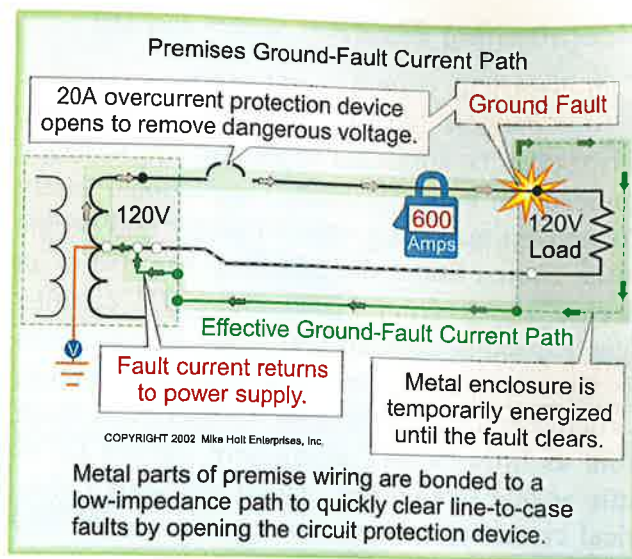 Premises Ground-Fault Current Path
20A overcurrent protection device
opens to remove dangerous voltage.
Ground Fault
120V
600
Amps
120V
Load
Effective Ground-Fault Current Path
V
Fault current returns
to power supply.
Metal enclosure is
temporarily energized
until the fault clears.
COPYRIGHT 2002 Mike Holt Enterprises, Inc.
Metal parts of premise wiring are bonded to a
low-impedance path to quickly clear line-to-case
faults by opening the circuit protection device.